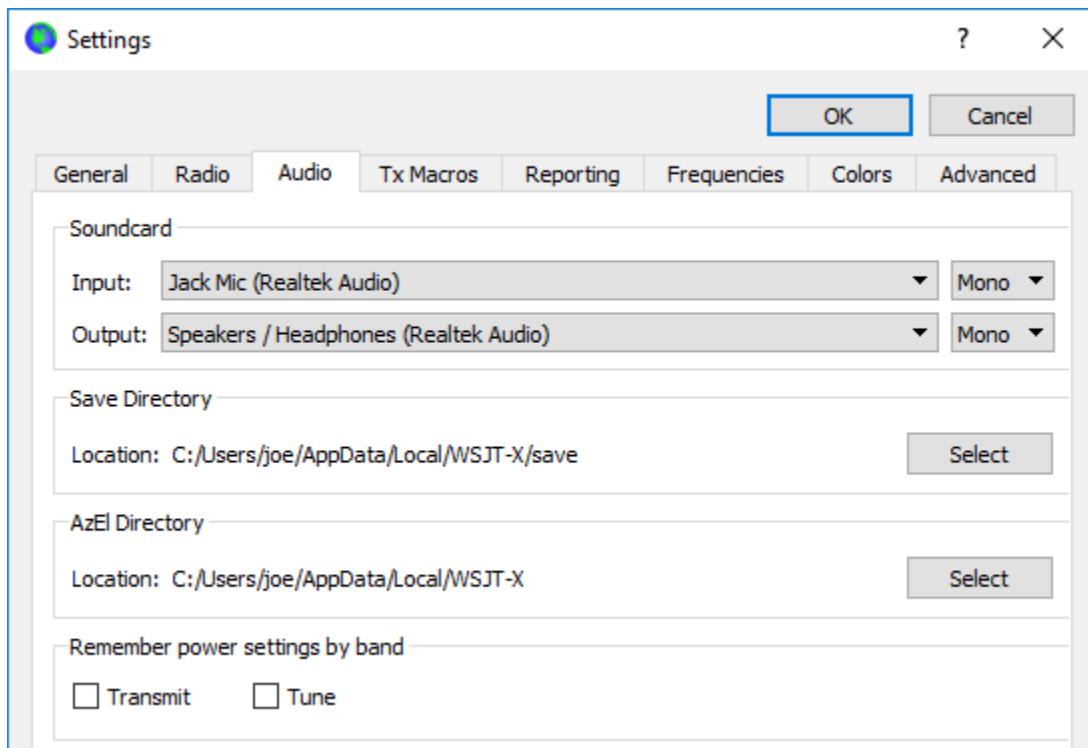 Settings
?
OK Cancel
General Radio Audio Tx Macros Reporting Frequencies Colors Advanced
Soundcard
Input: Jack Mic (Realtek Audio) Mono
Output: Speakers / Headphones (Realtek Audio) Mono
Save Directory
Location: C:/Users/joe/AppData/Local/WSJT-X/save Select
AzEl Directory
Location: C:/Users/joe/AppData/Local/WSJT-X Select
Remember power settings by band
Transmit Tune